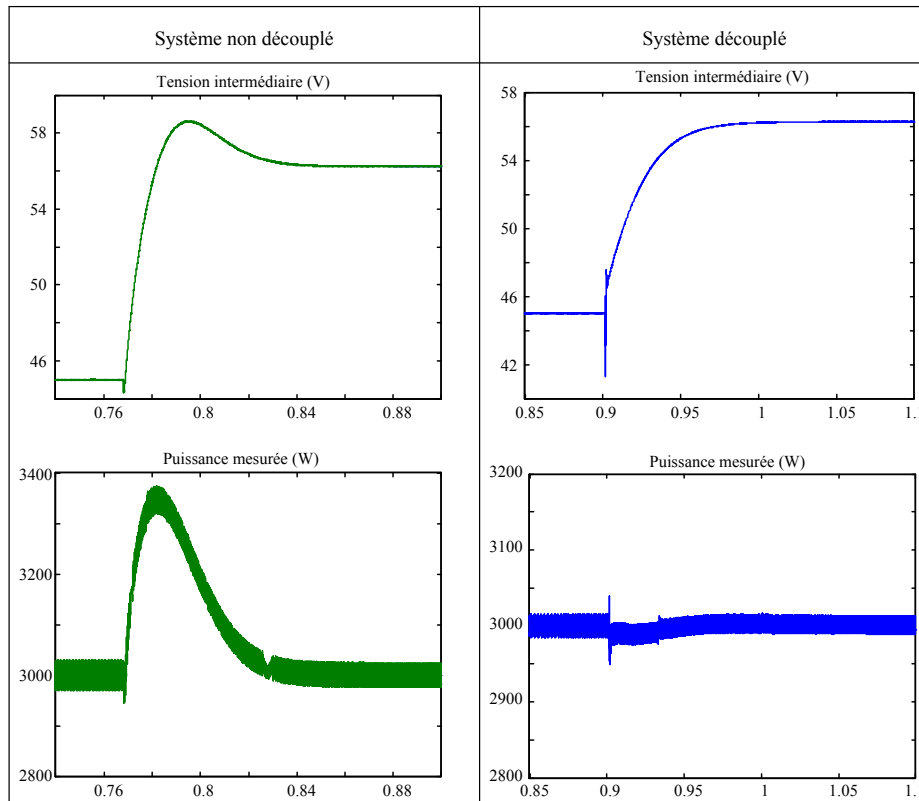 Système non découplé
Système découplé
Tension intermédiaire (V)
58
54
50
46
0.76 0.8 0.84 0.88
Tension intermédiaire (V)
58
54
50
46
42
0.85 0.9 0.95 1 1.05 1.
Puissance mesurée (W)
3400
3200
3000
2800
0.76 0.8 0.84 0.88
Puissance mesurée (W)
3200
3100
3000
2900
2800
0.85 0.9 0.95 1 1.05 1.